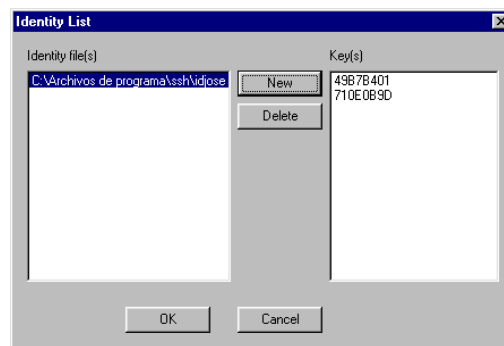 Identity List
Identity file(s)
Key(s)
C:\Archivos de programa\ssh\idjose
New
49B7B401
710E0B9D
Delete
OK
Cancel